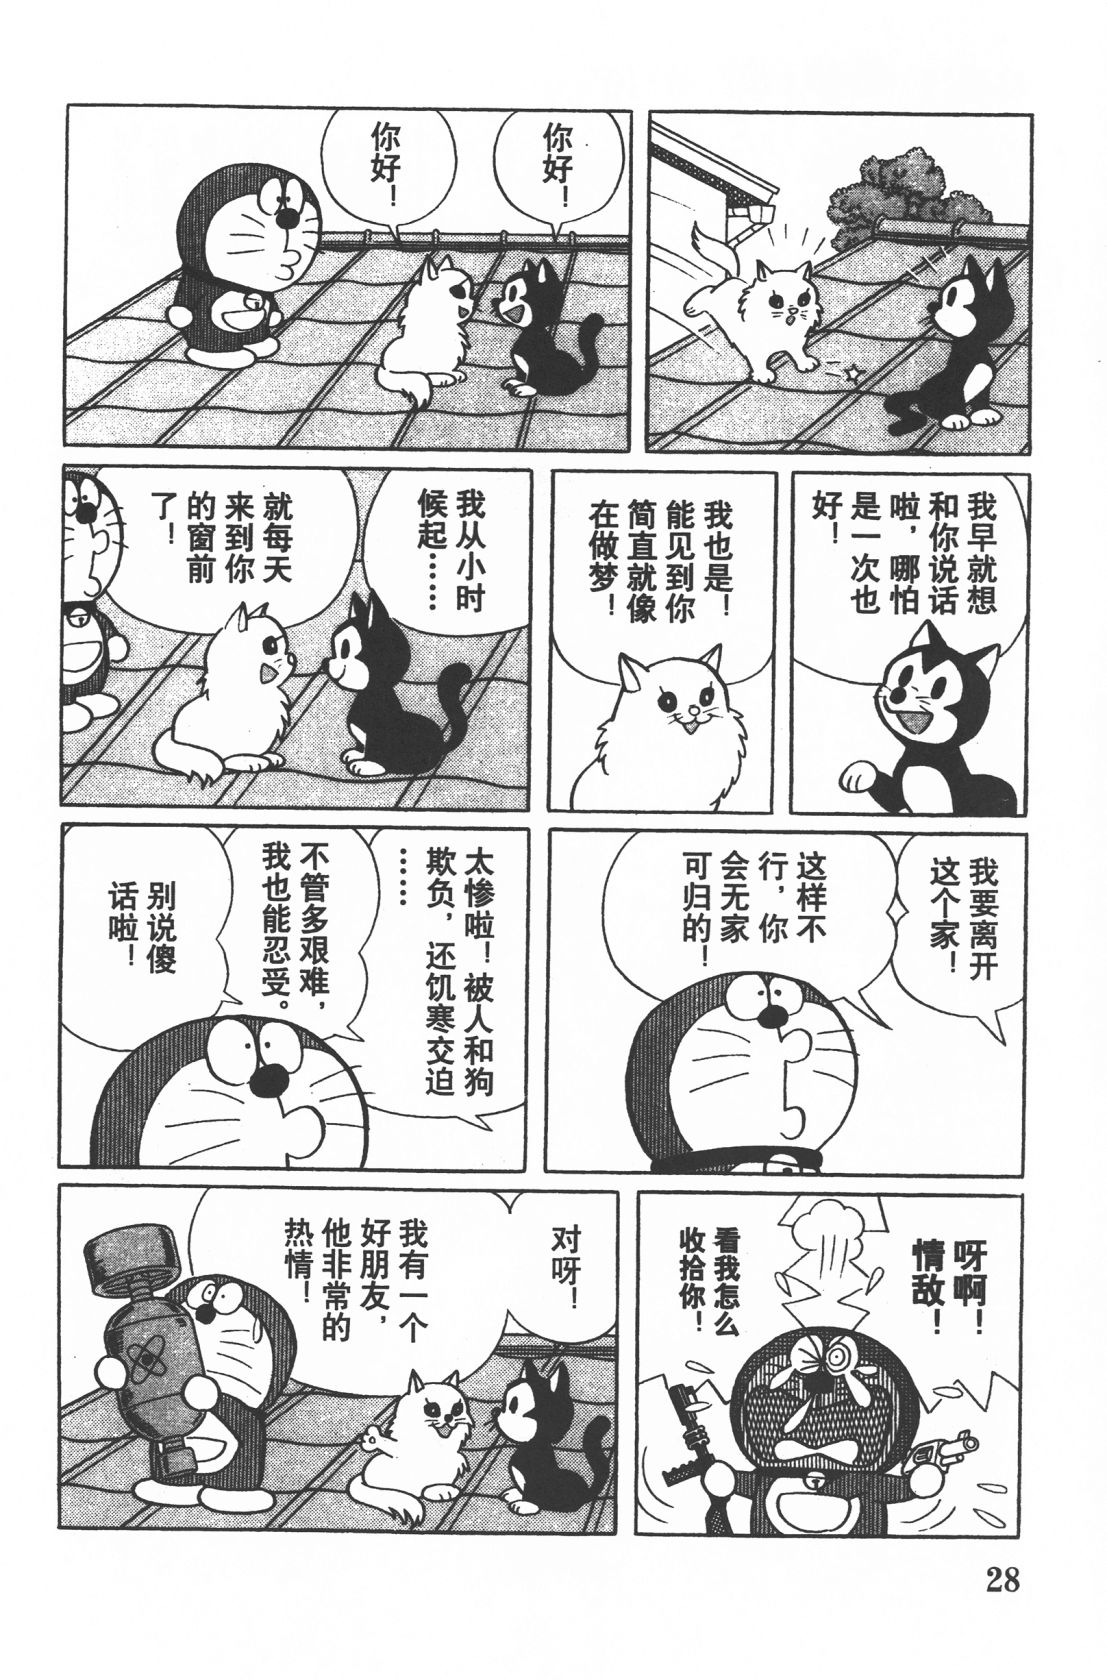 你
好！
你
好！
我早就想
和你说话
啦，哪怕
是一次也
好！
我也是！
能见到你
简直就像
在做梦！
我从小时
候起……
就每天
来到你
的窗前
了！
我要离开
这个家！
这样不
行，你
会无家
可归的！
太惨啦！被人和狗
欺负，还饥寒交迫
……
不管多艰难，
我也能忍受。
别说傻
话啦！
呀啊！
情敌！
看我怎么
收拾你！
对呀！
我有一个
好朋友，
他非常的
热情！
28